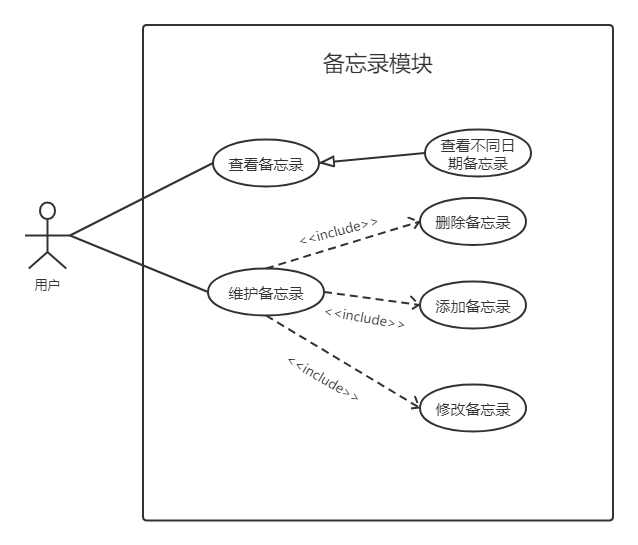 备忘录模块
查看不同日
期备忘录
查看备忘录
删除备忘录
<<include>>
用户
维护备忘录
添加备忘录
<<include>>
<<include>>
修改备忘录